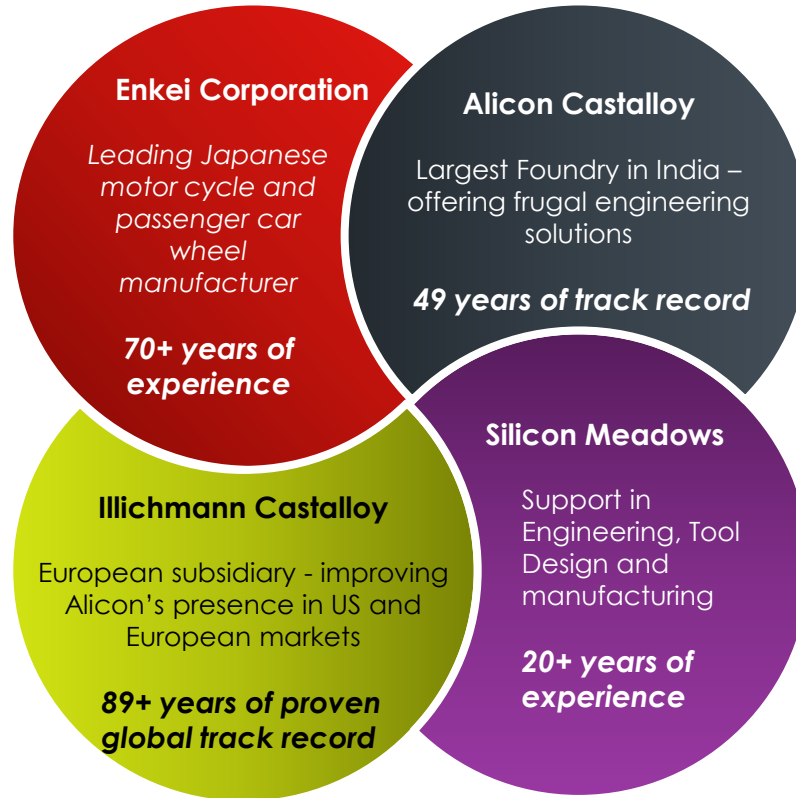 Enkei Corporation
Leading Japanese
motor cycle and
passenger car
wheel
manufacturer
70+ years of
experience
Alicon Castalloy
Largest Foundry in India –
offering frugal engineering
solutions
49 years of track record
Illichmann Castalloy
European subsidiary - improving
Alicon’s presence in US and
European markets
89+ years of proven
global track record
Silicon Meadows
Support in
Engineering, Tool
Design and
manufacturing
20+ years of
experience